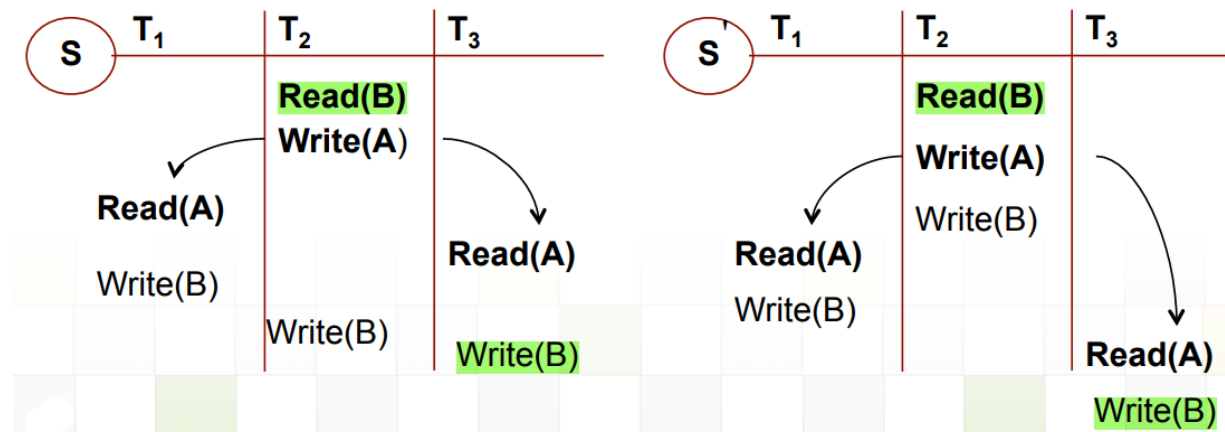 S T₁ T₂ T₃
Read(B)
Write(A)
Read(A)
Read(A)
Write(B)
Write(B)
Write(B)
S' T₁ T₂ T₃
Read(B)
Write(A)
Write(B)
Read(A)
Write(B)
Read(A)
Write(B)